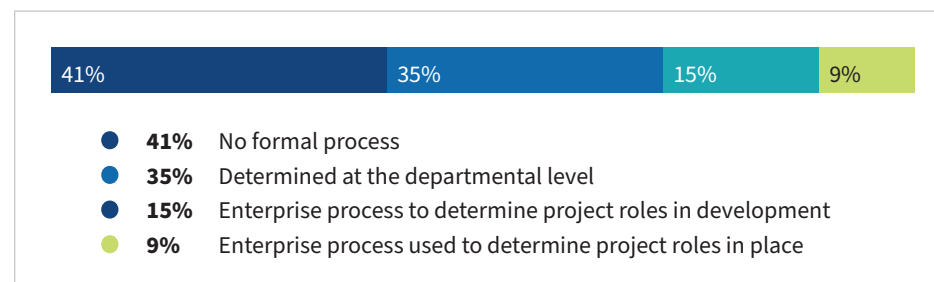 41% 35% 15% 9%
41% No formal process
35% Determined at the departmental level
15% Enterprise process to determine project roles in development
9% Enterprise process used to determine project roles in place